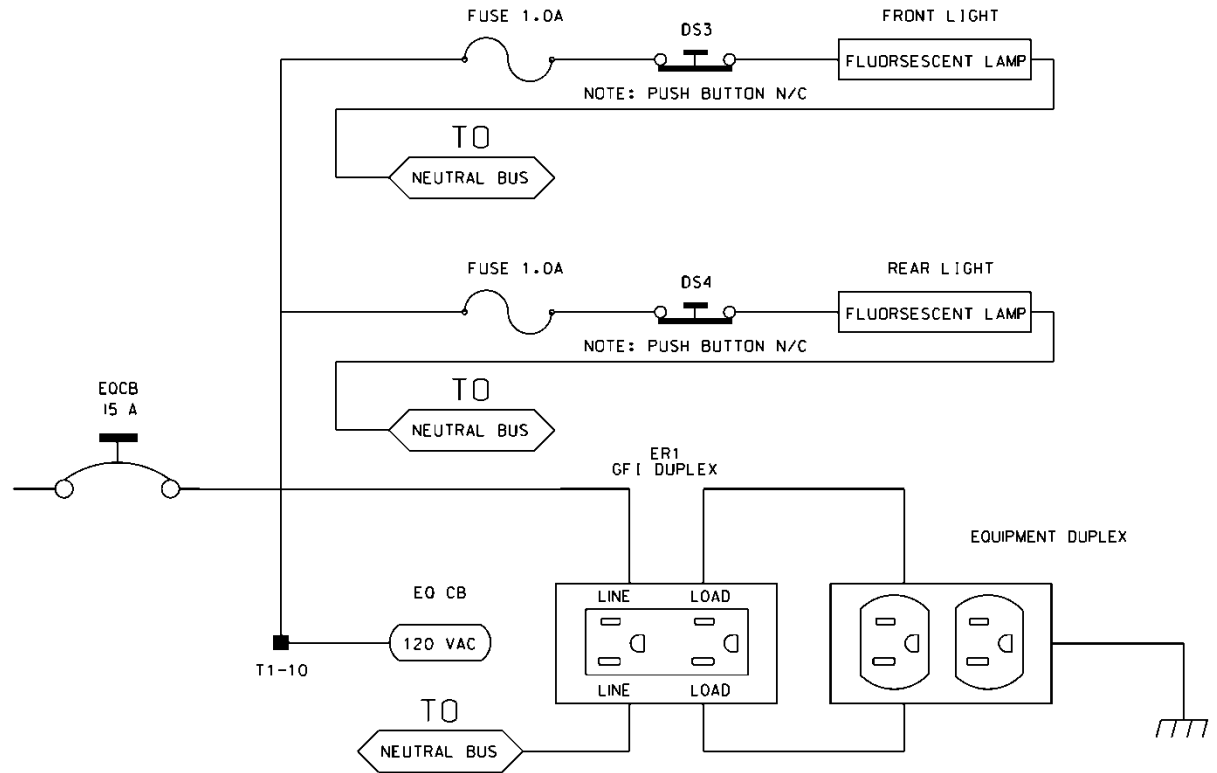 FUSE 1.0A
DS3
FRONT LIGHT
FLUORSESCENT LAMP
NOTE: PUSH BUTTON N/C
TO
NEUTRAL BUS
FUSE 1.0A
DS4
REAR LIGHT
FLUORSESCENT LAMP
NOTE: PUSH BUTTON N/C
TO
NEUTRAL BUS
EQCB
15 A
ER1
GFI DUPLEX
EQUIPMENT DUPLEX
LINE LOAD
EQ CB
120 VAC
T1-10
LINE LOAD
TO
NEUTRAL BUS